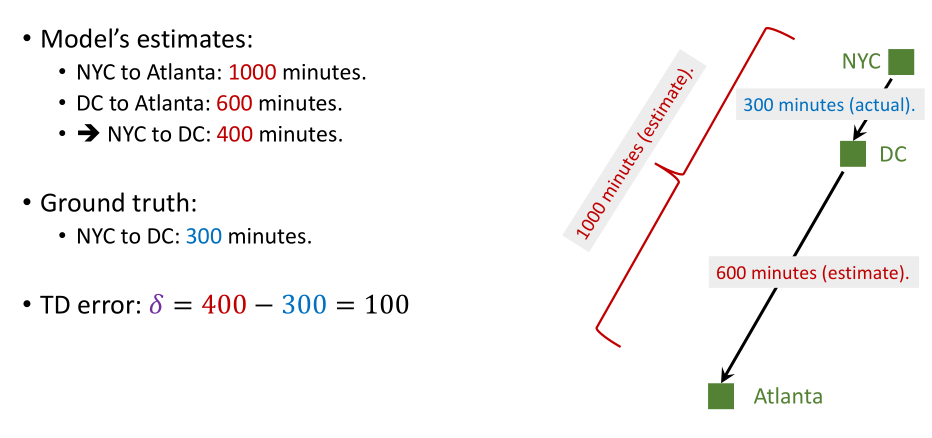 • Model's estimates:
• NYC to Atlanta: 1000 minutes.
• DC to Atlanta: 600 minutes.
• ➔ NYC to DC: 400 minutes.
• Ground truth:
• NYC to DC: 300 minutes.
• TD error: 𝛿 = 400 − 300 = 100
1000 minutes (estimate).
NYC
300 minutes (actual).
DC
600 minutes (estimate).
Atlanta